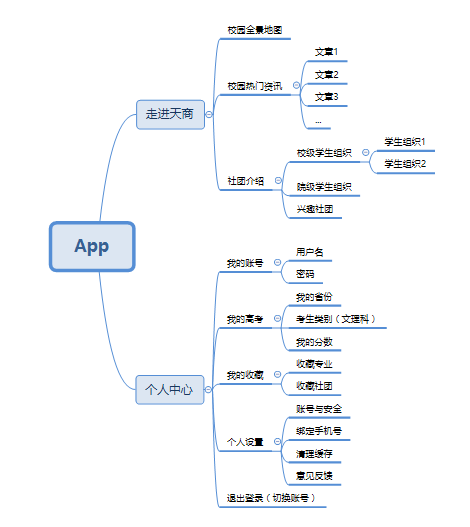 App
走进天商
校园全景地图
校园热门资讯
文章1
文章2
文章3
...
社团介绍
校级学生组织
学生组织1
学生组织2
院级学生组织
兴趣社团
个人中心
我的账号
用户名
密码
我的高考
我的省份
考生类别（文理科）
我的分数
我的收藏
收藏专业
收藏社团
个人设置
账号与安全
绑定手机号
清理缓存
意见反馈
退出登录（切换账号）